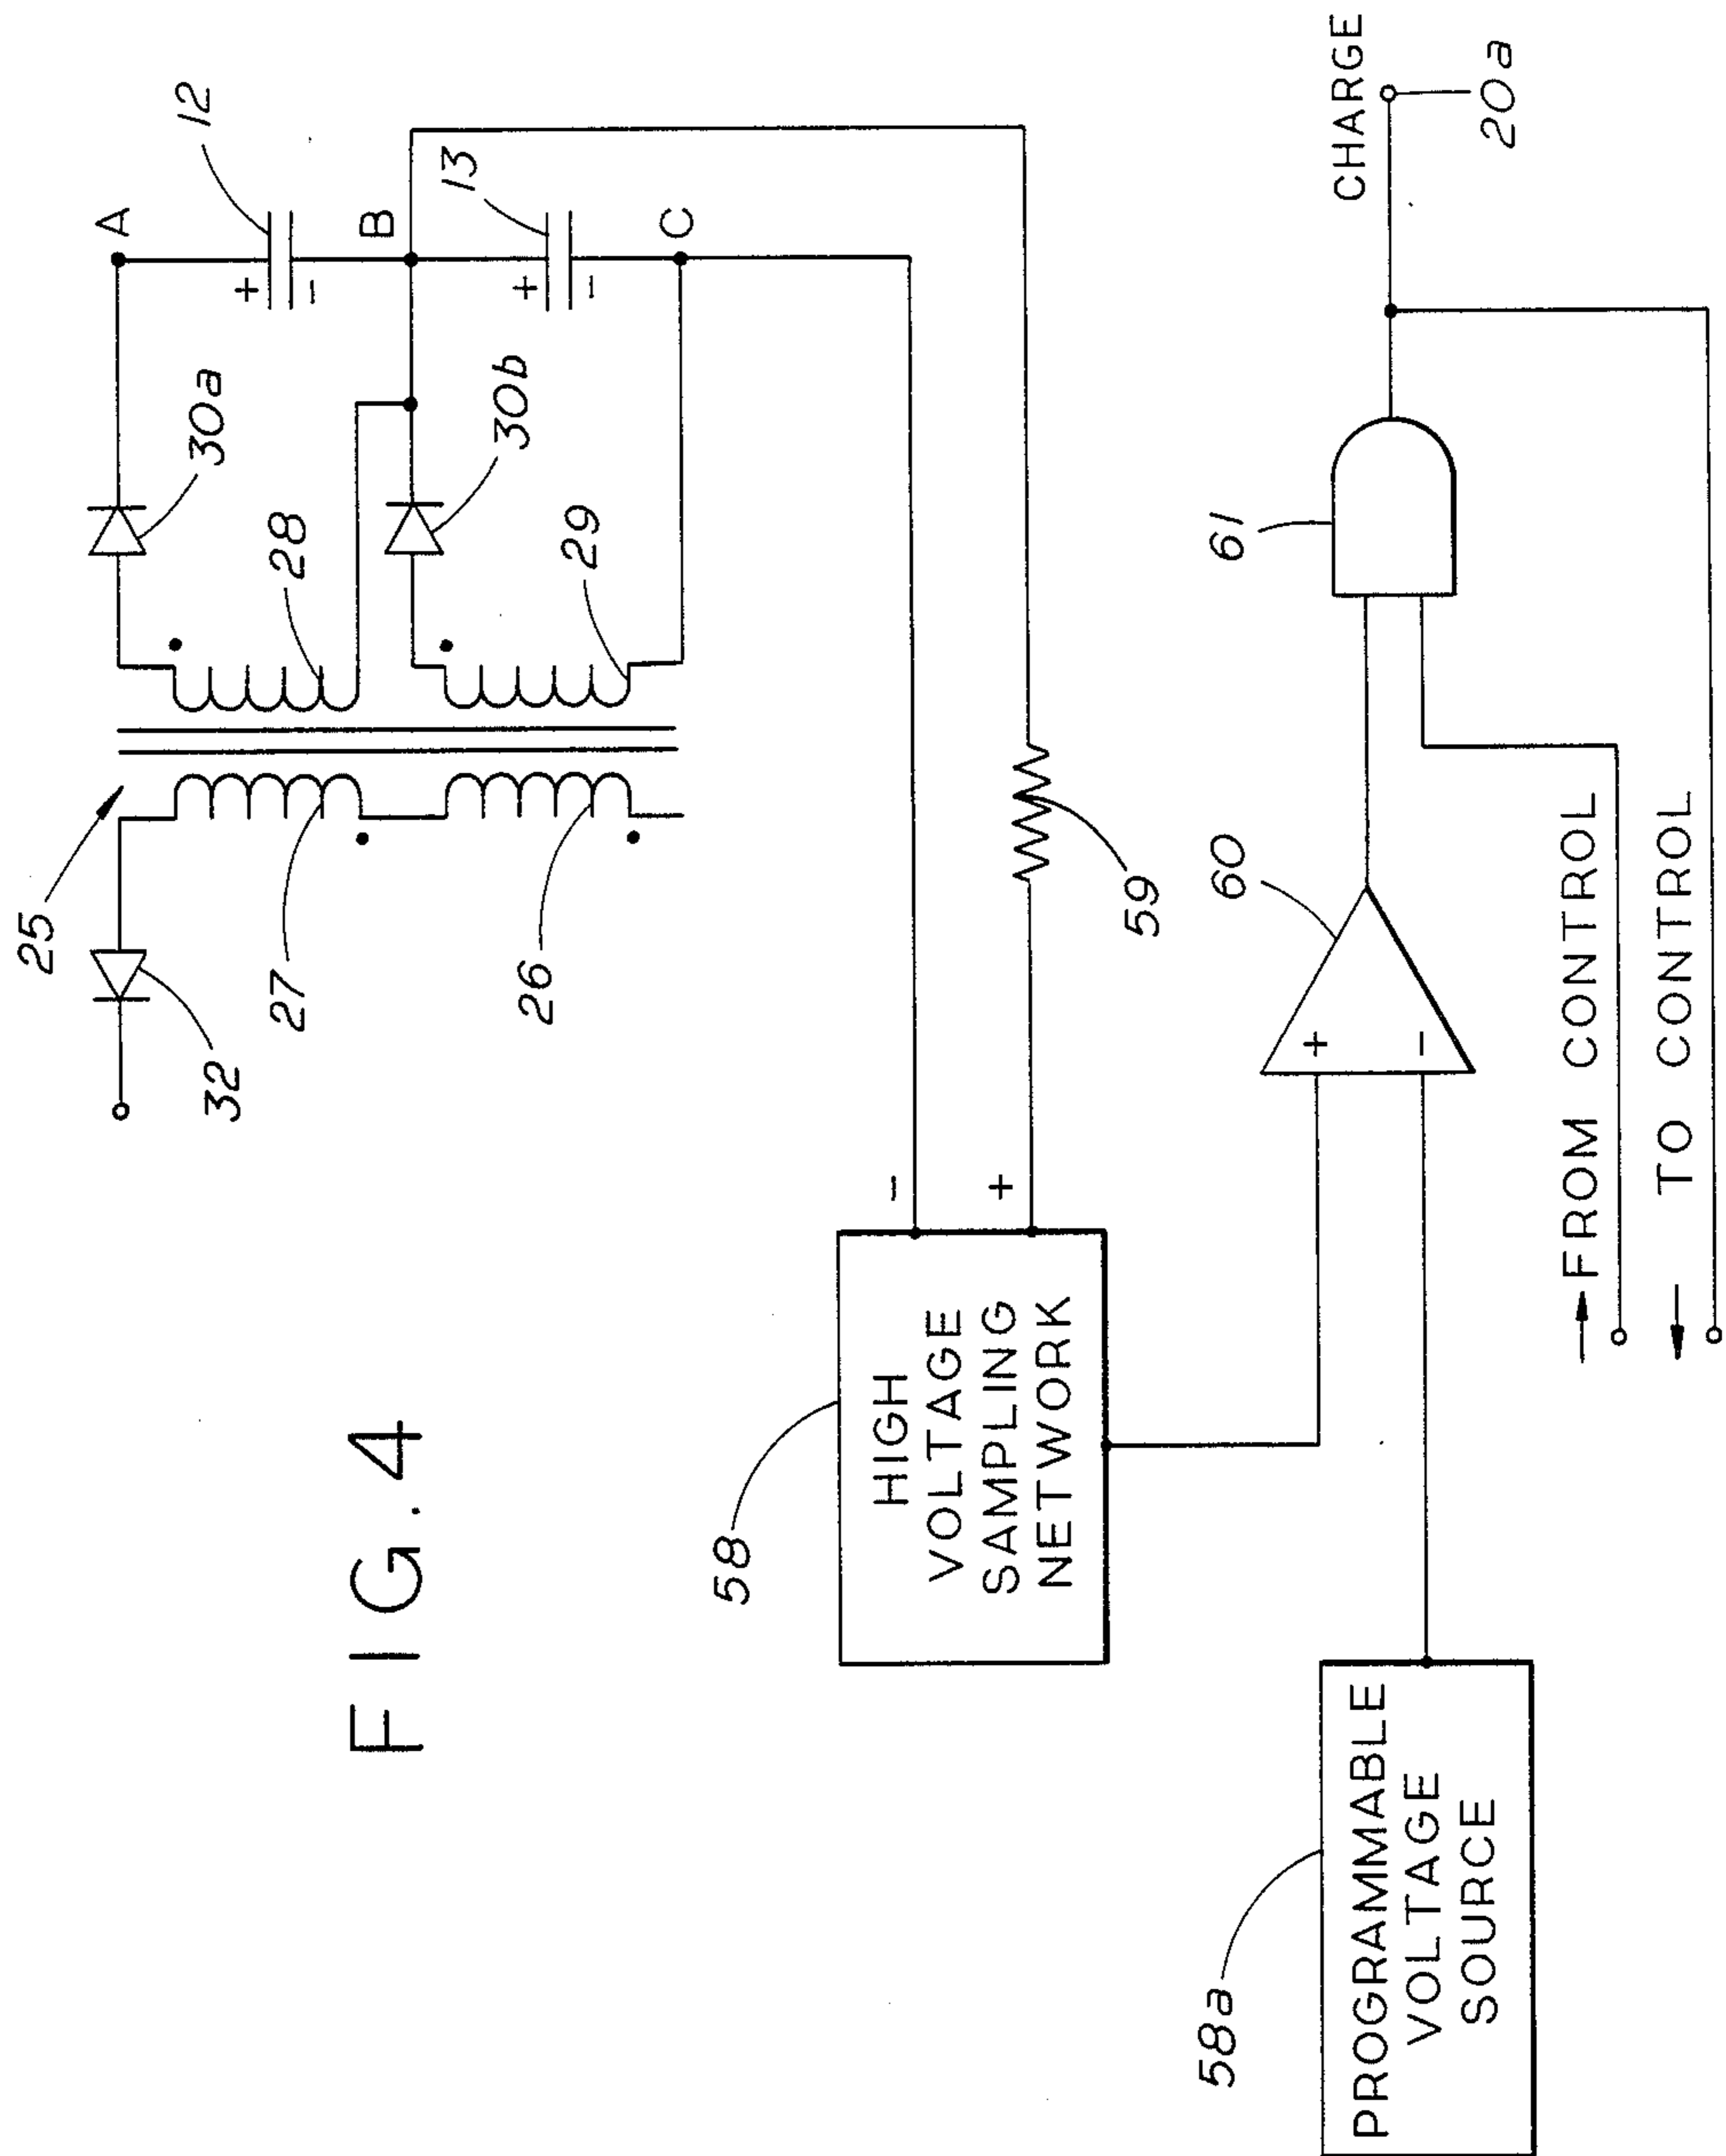 FIG. 4
25
32
27
26
28
29
30a
30b
A
12
+
-
B
13
+
-
C
58
HIGH
VOLTAGE
SAMPLING
NETWORK
-
+
59
58a
PROGRAMMABLE
VOLTAGE
SOURCE
60
+
-
61
CHARGE
20a
FROM CONTROL
TO CONTROL